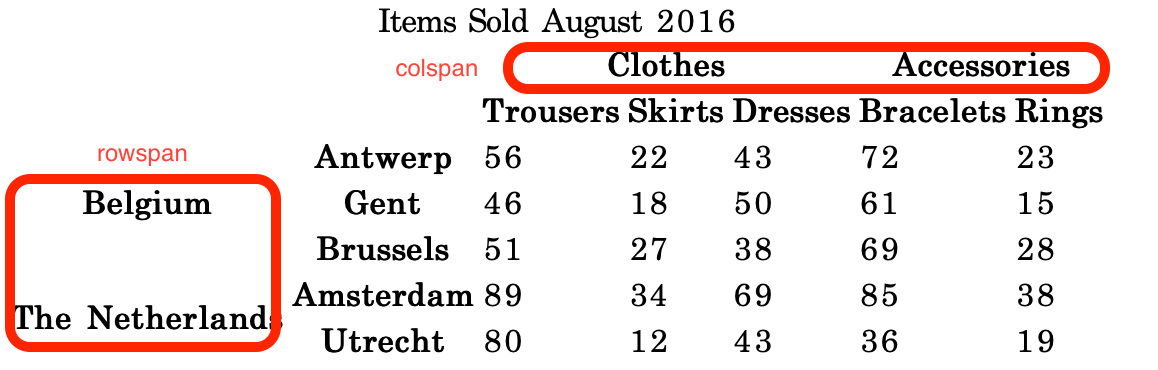 Items Sold August 2016
colspan Clothes Accessories
Trousers Skirts Dresses Bracelets Rings
rowspan Antwerp 56 22 43 72 23
Belgium Gent 46 18 50 61 15
Brussels 51 27 38 69 28
Amsterdam 89 34 69 85 38
The Netherlands
Utrecht 80 12 43 36 19